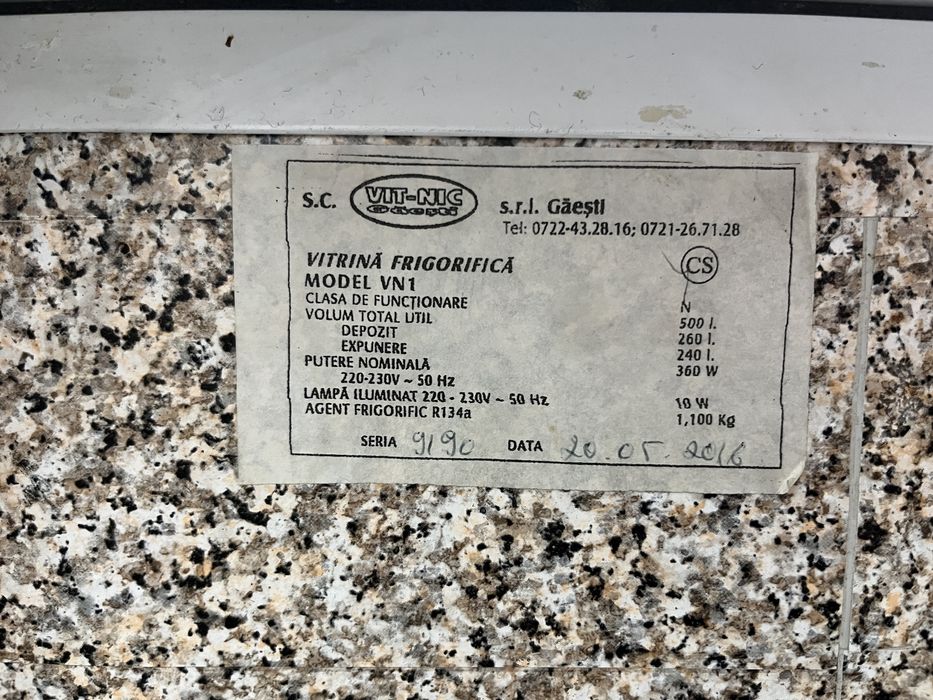 S.C. VIT-NIC Găești s.r.l. Găești
Tel: 0722-43.28.16; 0721-26.71.28
VITRINĂ FRIGORIFICĂ CS
MODEL VN1
CLASA DE FUNCȚIONARE N
VOLUM TOTAL UTIL 500 l.
DEPOZIT 260 l.
EXPUNERE 240 l.
PUTERE NOMINALĂ 360 W
220-230V ~ 50 Hz
LAMPĂ ILUMINAT 220 - 230V ~ 50 Hz 18 W
AGENT FRIGORIFIC R134a 1,100 Kg
SERIA 9190 DATA 20.05.2016